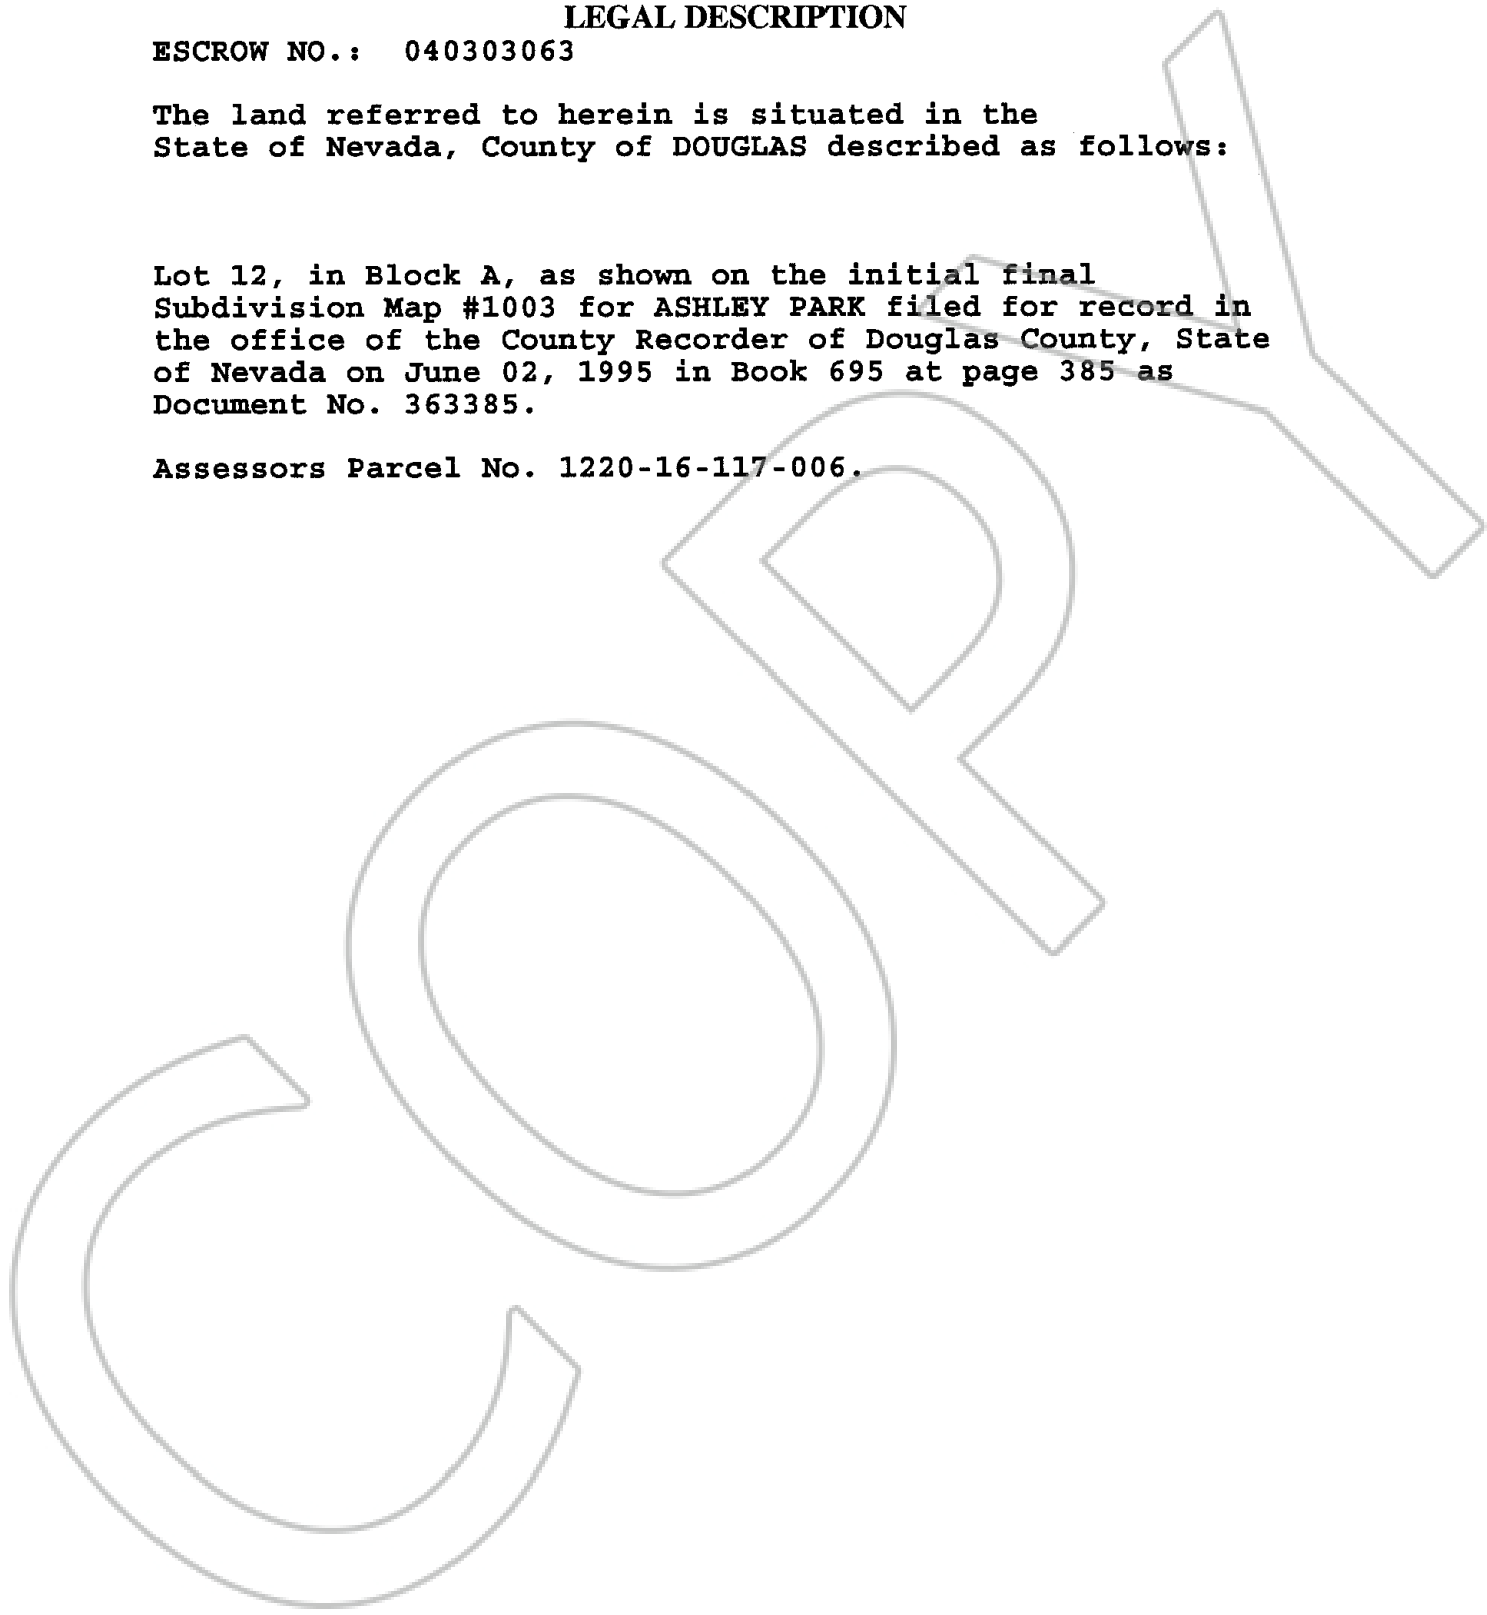 LEGAL DESCRIPTION
ESCROW NO.: 040303063
The land referred to herein is situated in the
State of Nevada, County of DOUGLAS described as follows:
Lot 12, in Block A, as shown on the initial final
Subdivision Map #1003 for ASHLEY PARK filed for record in
the office of the County Recorder of Douglas County, State
of Nevada on June 02, 1995 in Book 695 at page 385 as
Document No. 363385.
Assessors Parcel No. 1220-16-117-006.
COPY